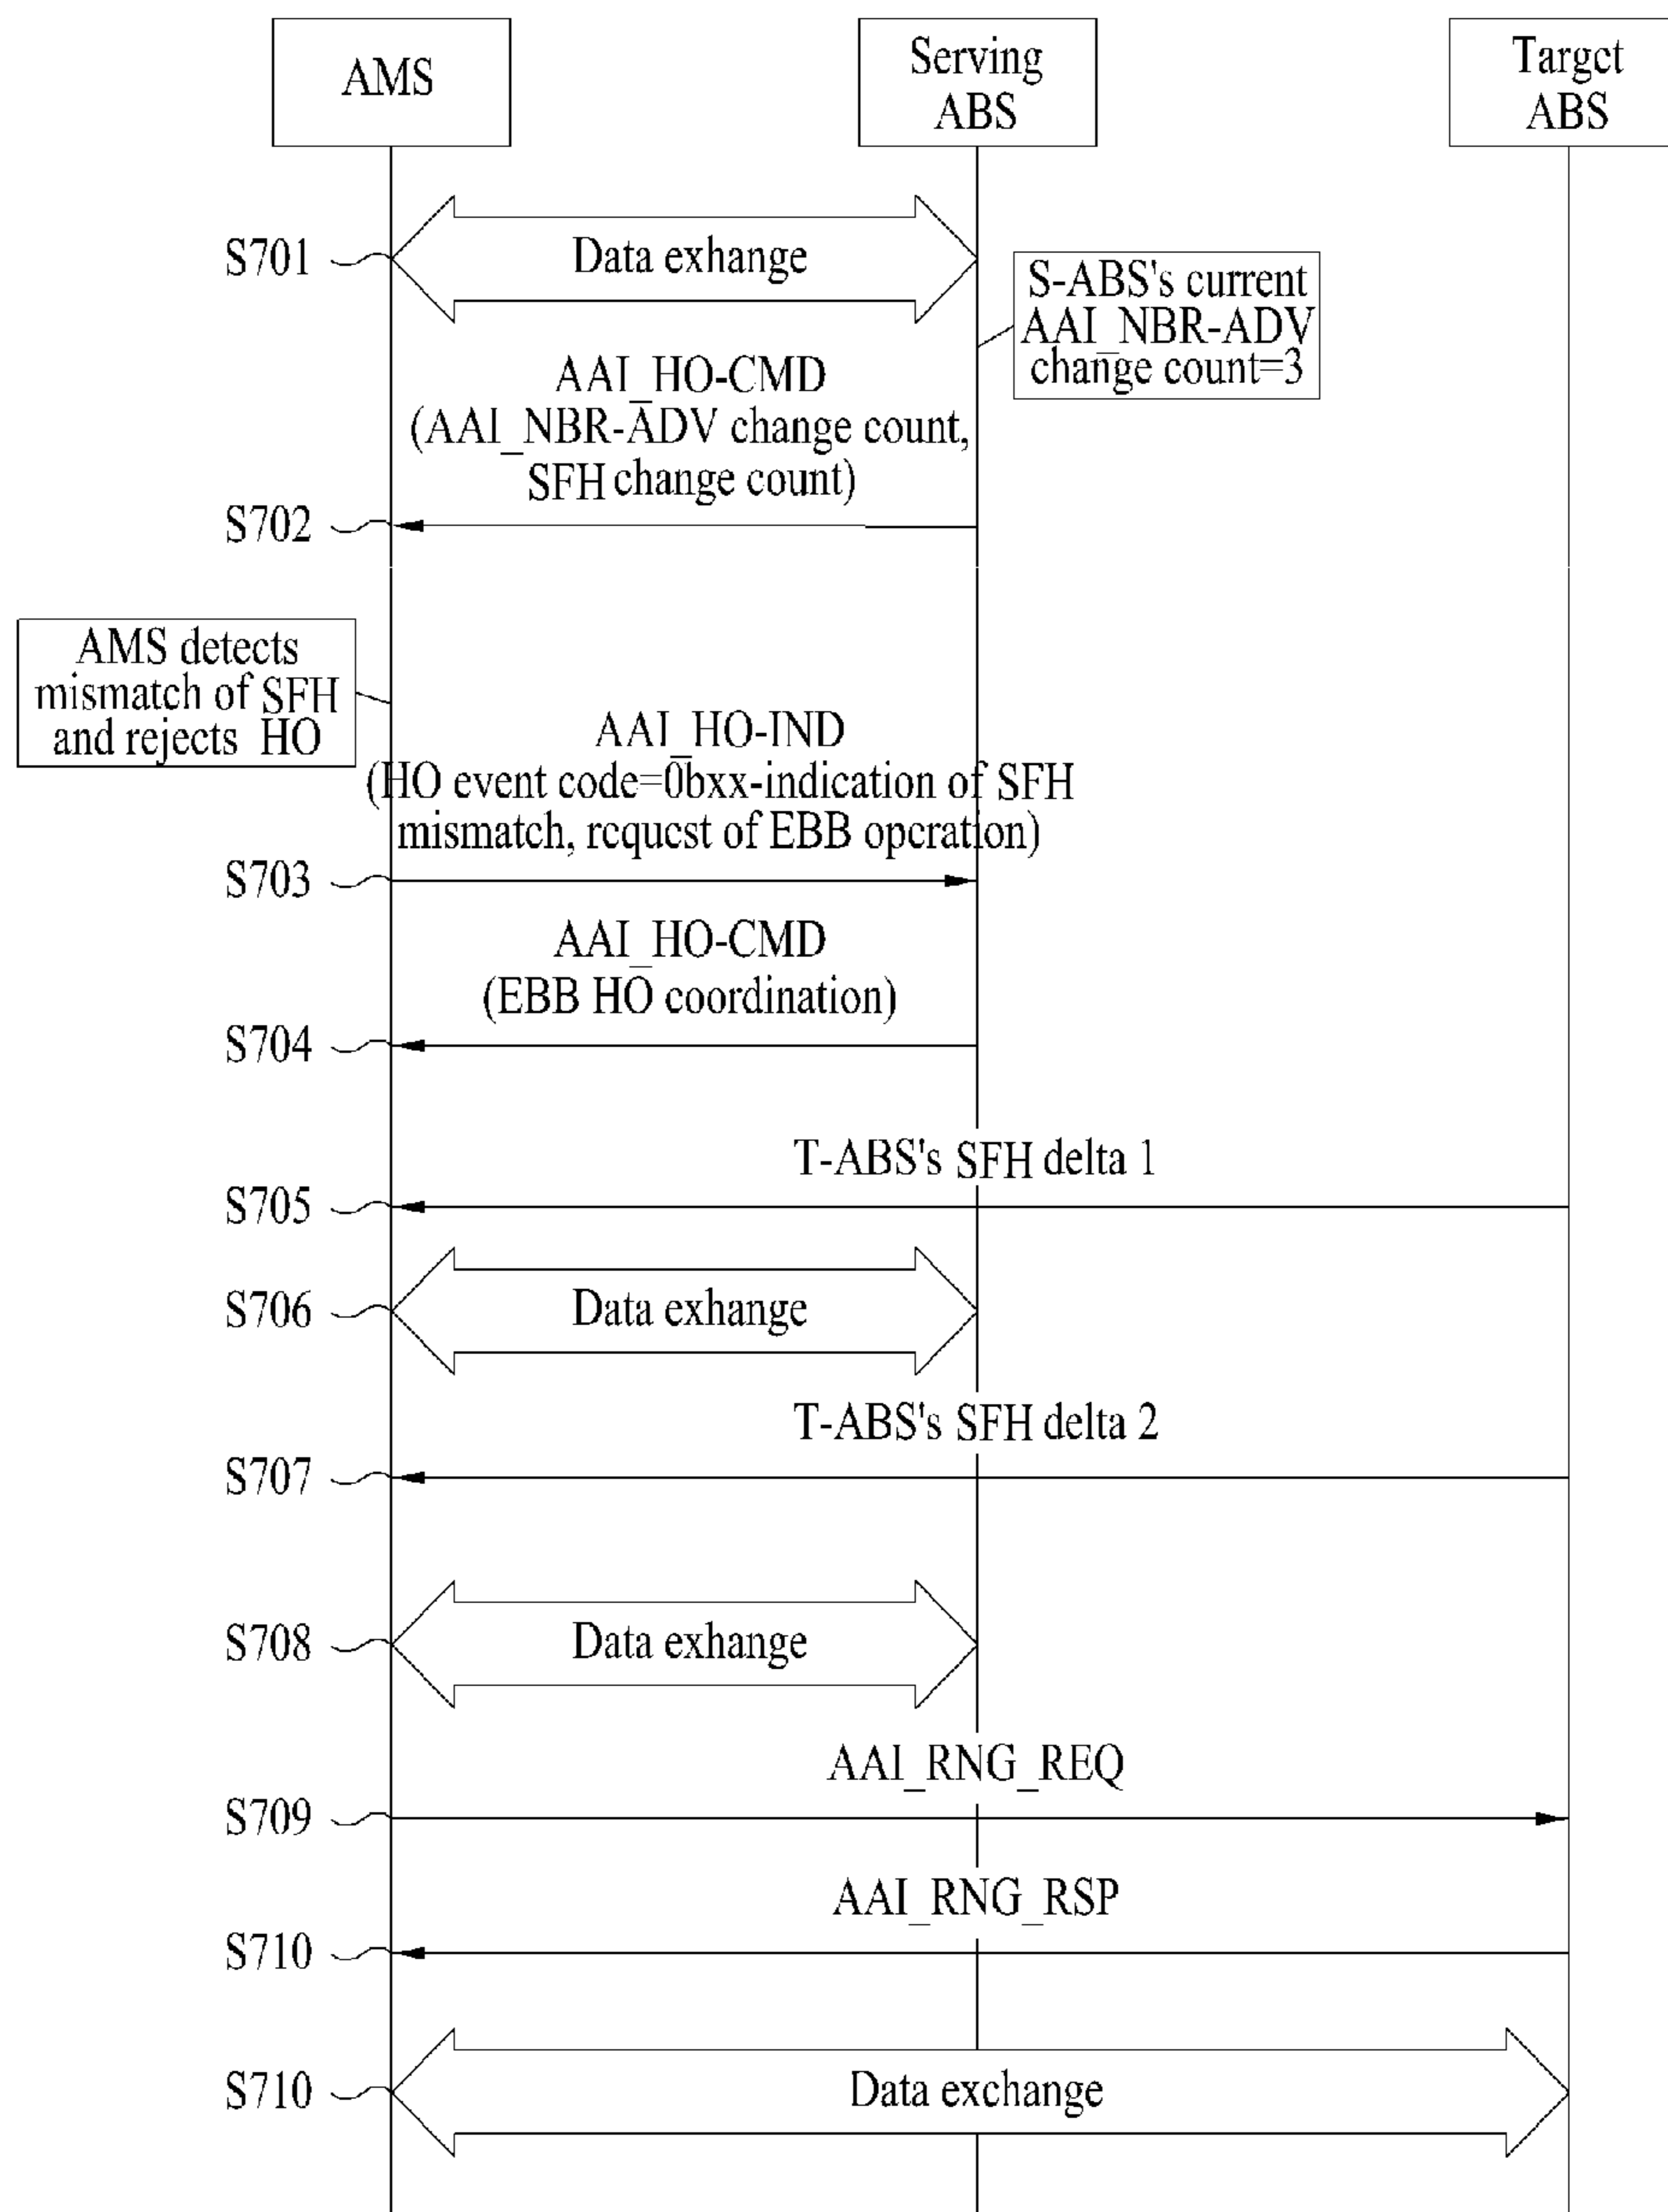 AMS
Serving
ABS
Target
ABS
S701
Data exhange
S-ABS's current
AAI_NBR-ADV
change count=3
AAI_HO-CMD
(AAI_NBR-ADV change count,
SFH change count)
S702
AMS detects
mismatch of SFH
and rejects HO
AAI_HO-IND
(HO event code=0bxx-indication of SFH
mismatch, request of EBB operation)
S703
AAI_HO-CMD
(EBB HO coordination)
S704
T-ABS's SFH delta 1
S705
S706
Data exhange
T-ABS's SFH delta 2
S707
S708
Data exhange
AAI_RNG_REQ
S709
AAI_RNG_RSP
S710
S710
Data exchange